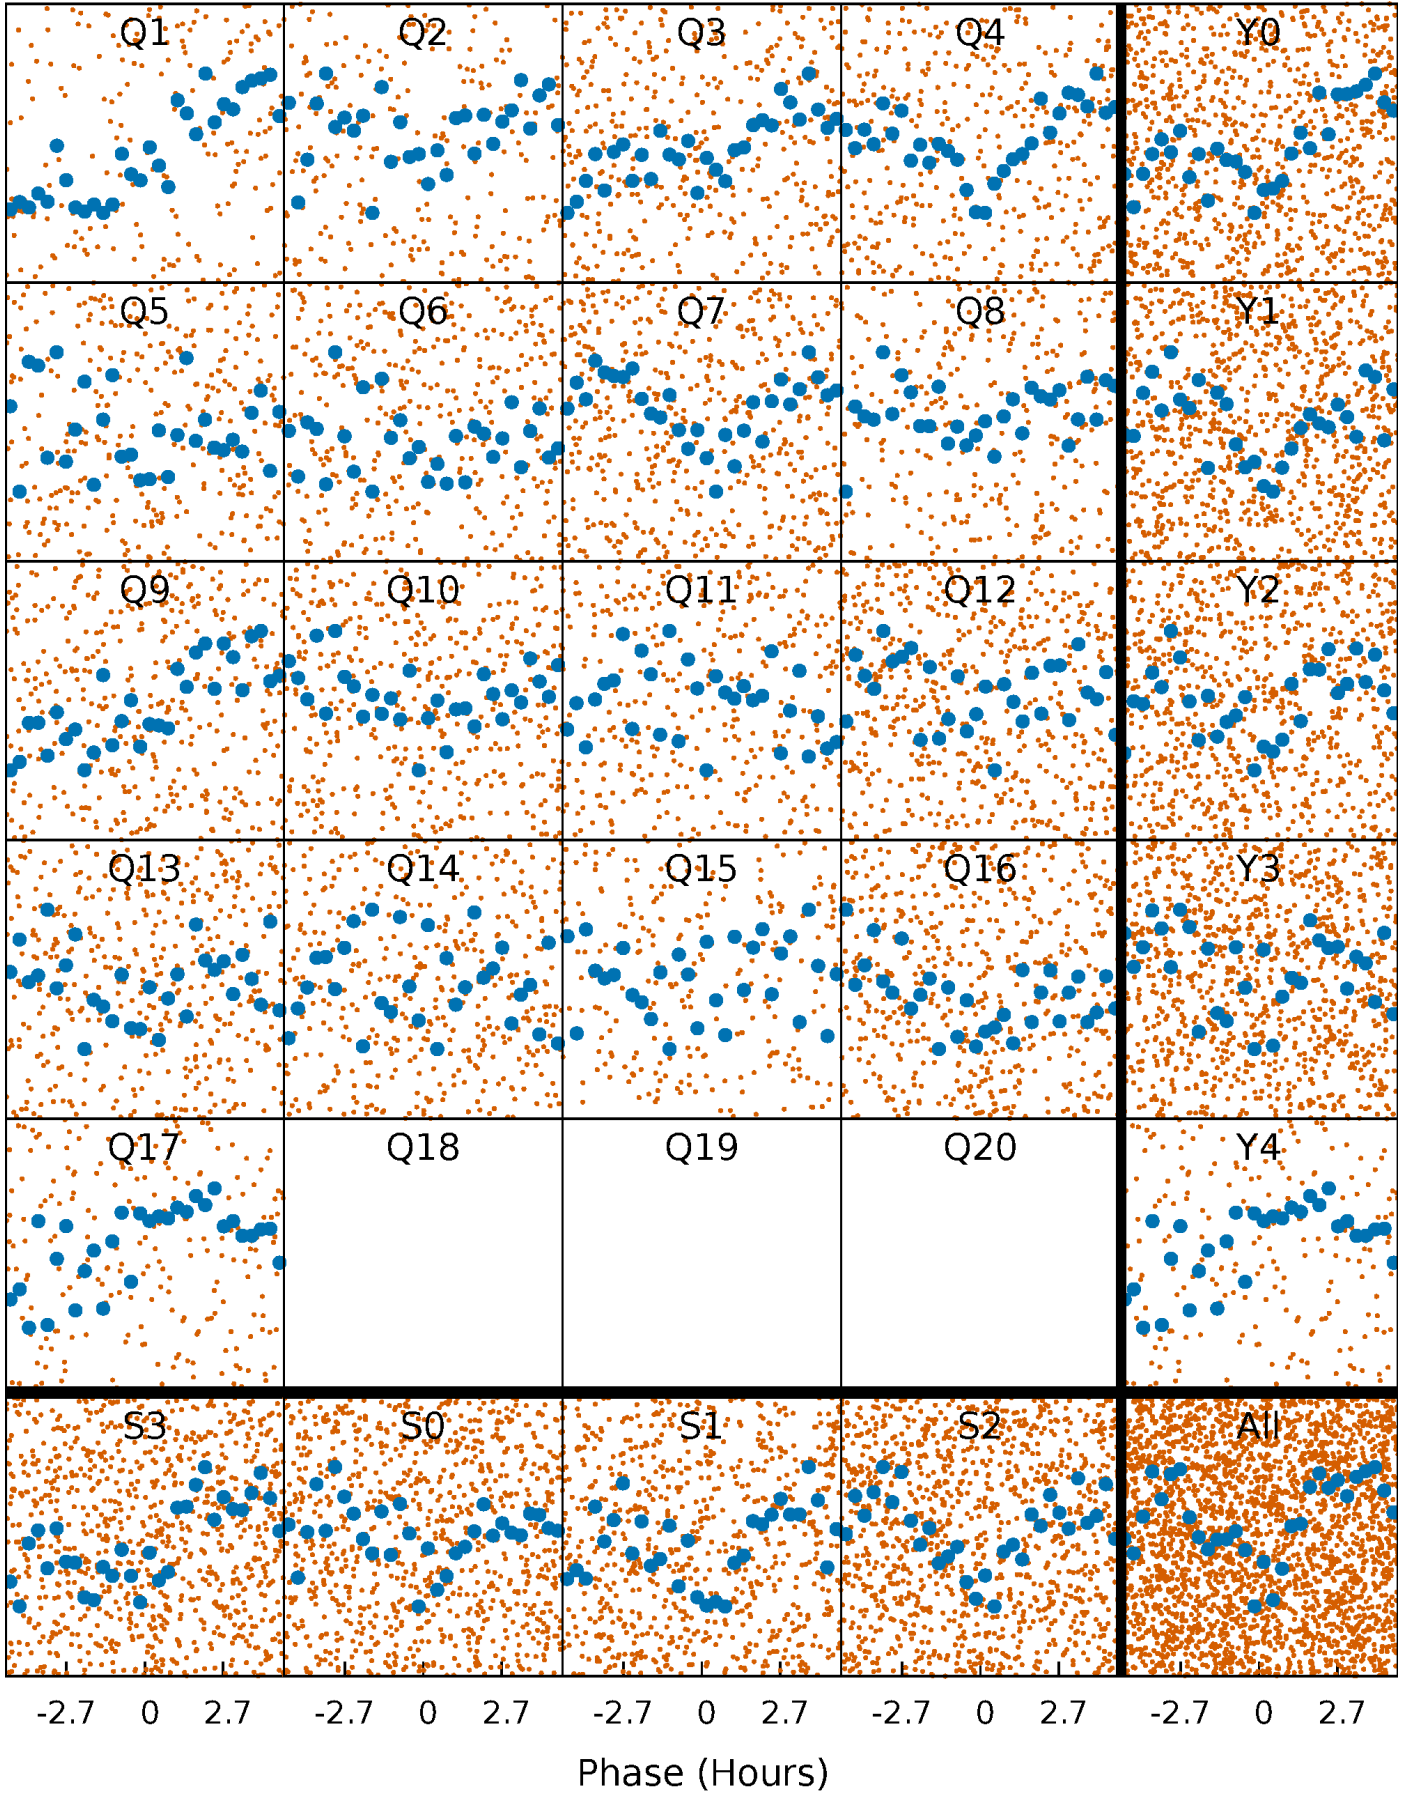 Q1 Q2 Q3 Q4 Y0
Q5 Q6 Q7 Q8 Y1
Q9 Q10 Q11 Q12 Y2
Q13 Q14 Q15 Q16 Y3
Q17 Q18 Q19 Q20 Y4
S3 S0 S1 S2 All
-2.7 0 2.7 -2.7 0 2.7 -2.7 0 2.7 -2.7 0 2.7 -2.7 0 2.7
Phase (Hours)